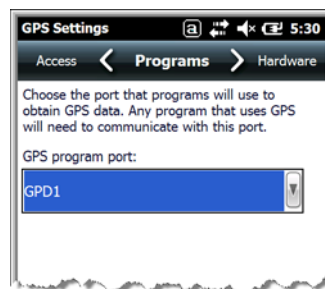 GPS Settings a 5:30
Access Programs Hardware
Choose the port that programs will use to
obtain GPS data. Any program that uses GPS
will need to communicate with this port.
GPS program port:
GPD1